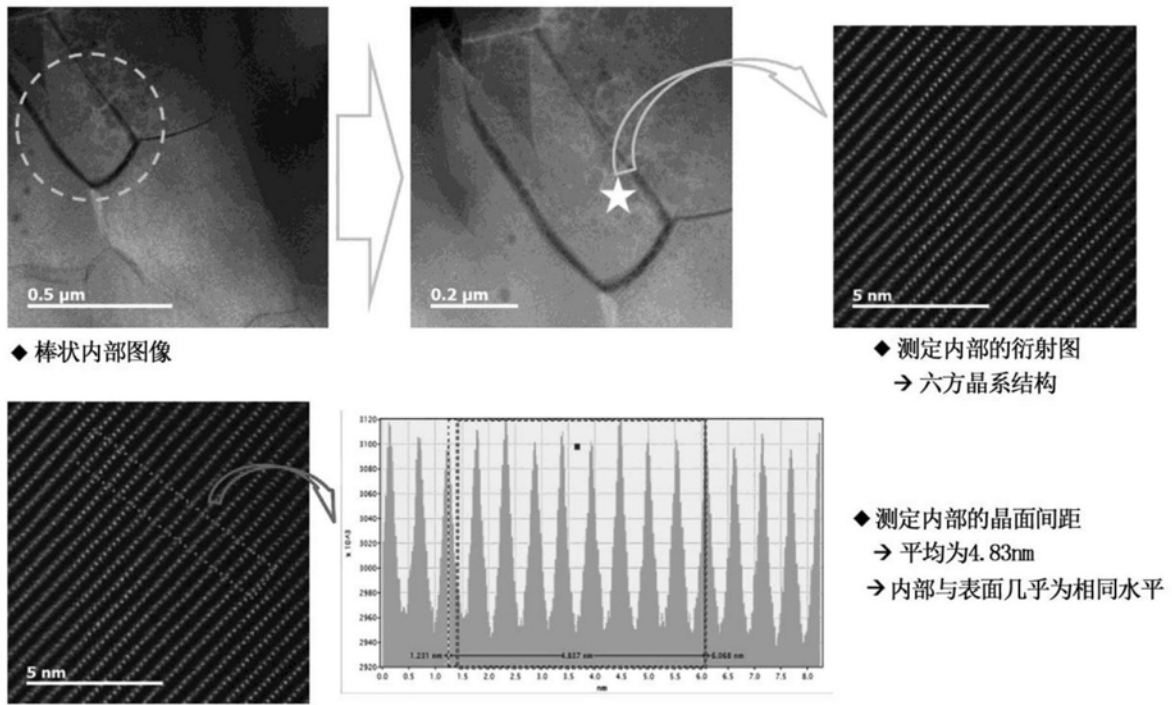 0.5 μm
0.2 μm
5 nm
◆ 棒状内部图像
◆ 测定内部的衍射图
→ 六方晶系结构
5 nm
3120
3100
3080
3060
3040
3020
3000
2980
2960
2940
2920
x 10^-3
1.231 nm
4.837 nm
6.068 nm
0.0 0.5 1.0 1.5 2.0 2.5 3.0 3.5 4.0 4.5 5.0 5.5 6.0 6.5 7.0 7.5 8.0
nm
◆ 测定内部的晶面间距
→ 平均为4.83nm
→ 内部与表面几乎为相同水平